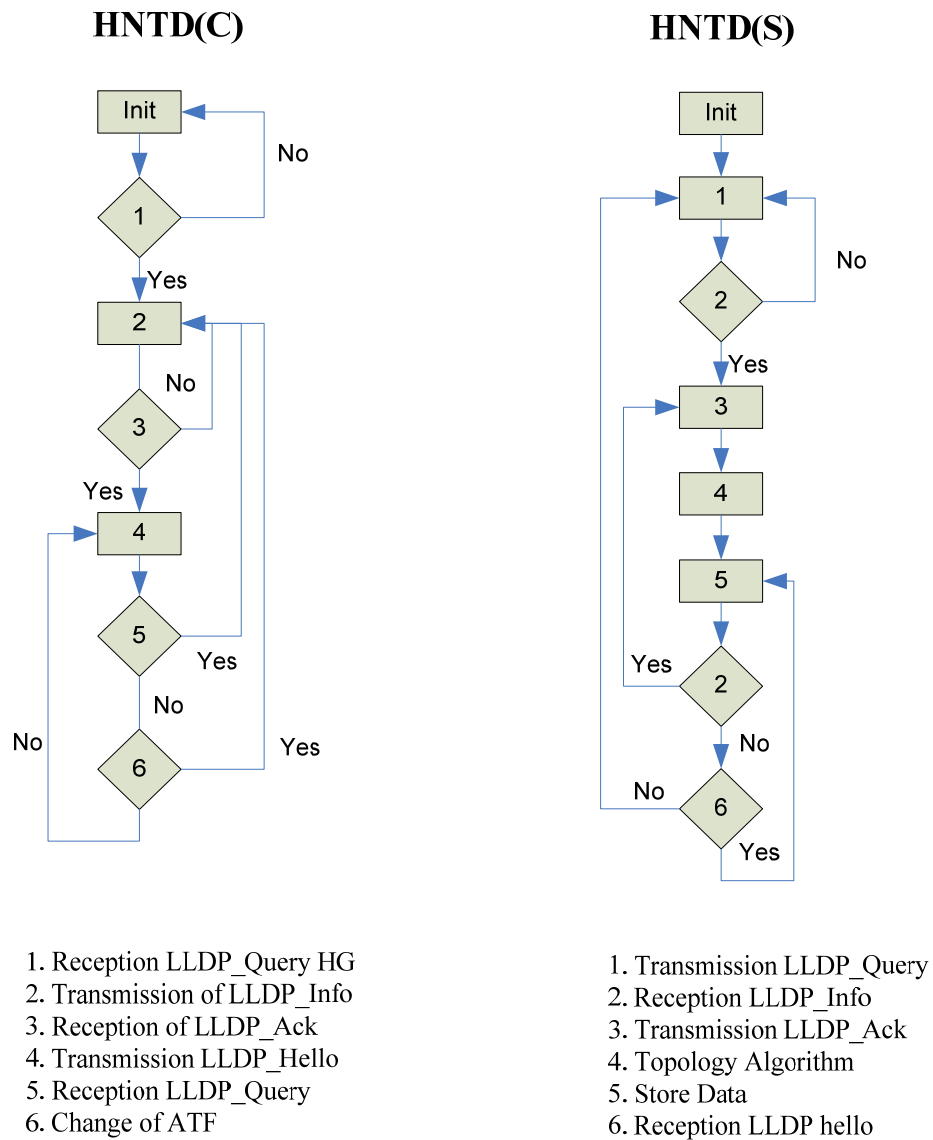 HNTD(C)
Init
No
1
Yes
2
No
3
Yes
4
5
Yes
No
No
6
Yes
1. Reception LLDP_Query HG
2. Transmission of LLDP_Info
3. Reception of LLDP_Ack
4. Transmission LLDP_Hello
5. Reception LLDP_Query
6. Change of ATF
HNTD(S)
Init
1
No
2
Yes
3
4
5
Yes
2
No
No
6
Yes
1. Transmission LLDP_Query
2. Reception LLDP_Info
3. Transmission LLDP_Ack
4. Topology Algorithm
5. Store Data
6. Reception LLDP hello